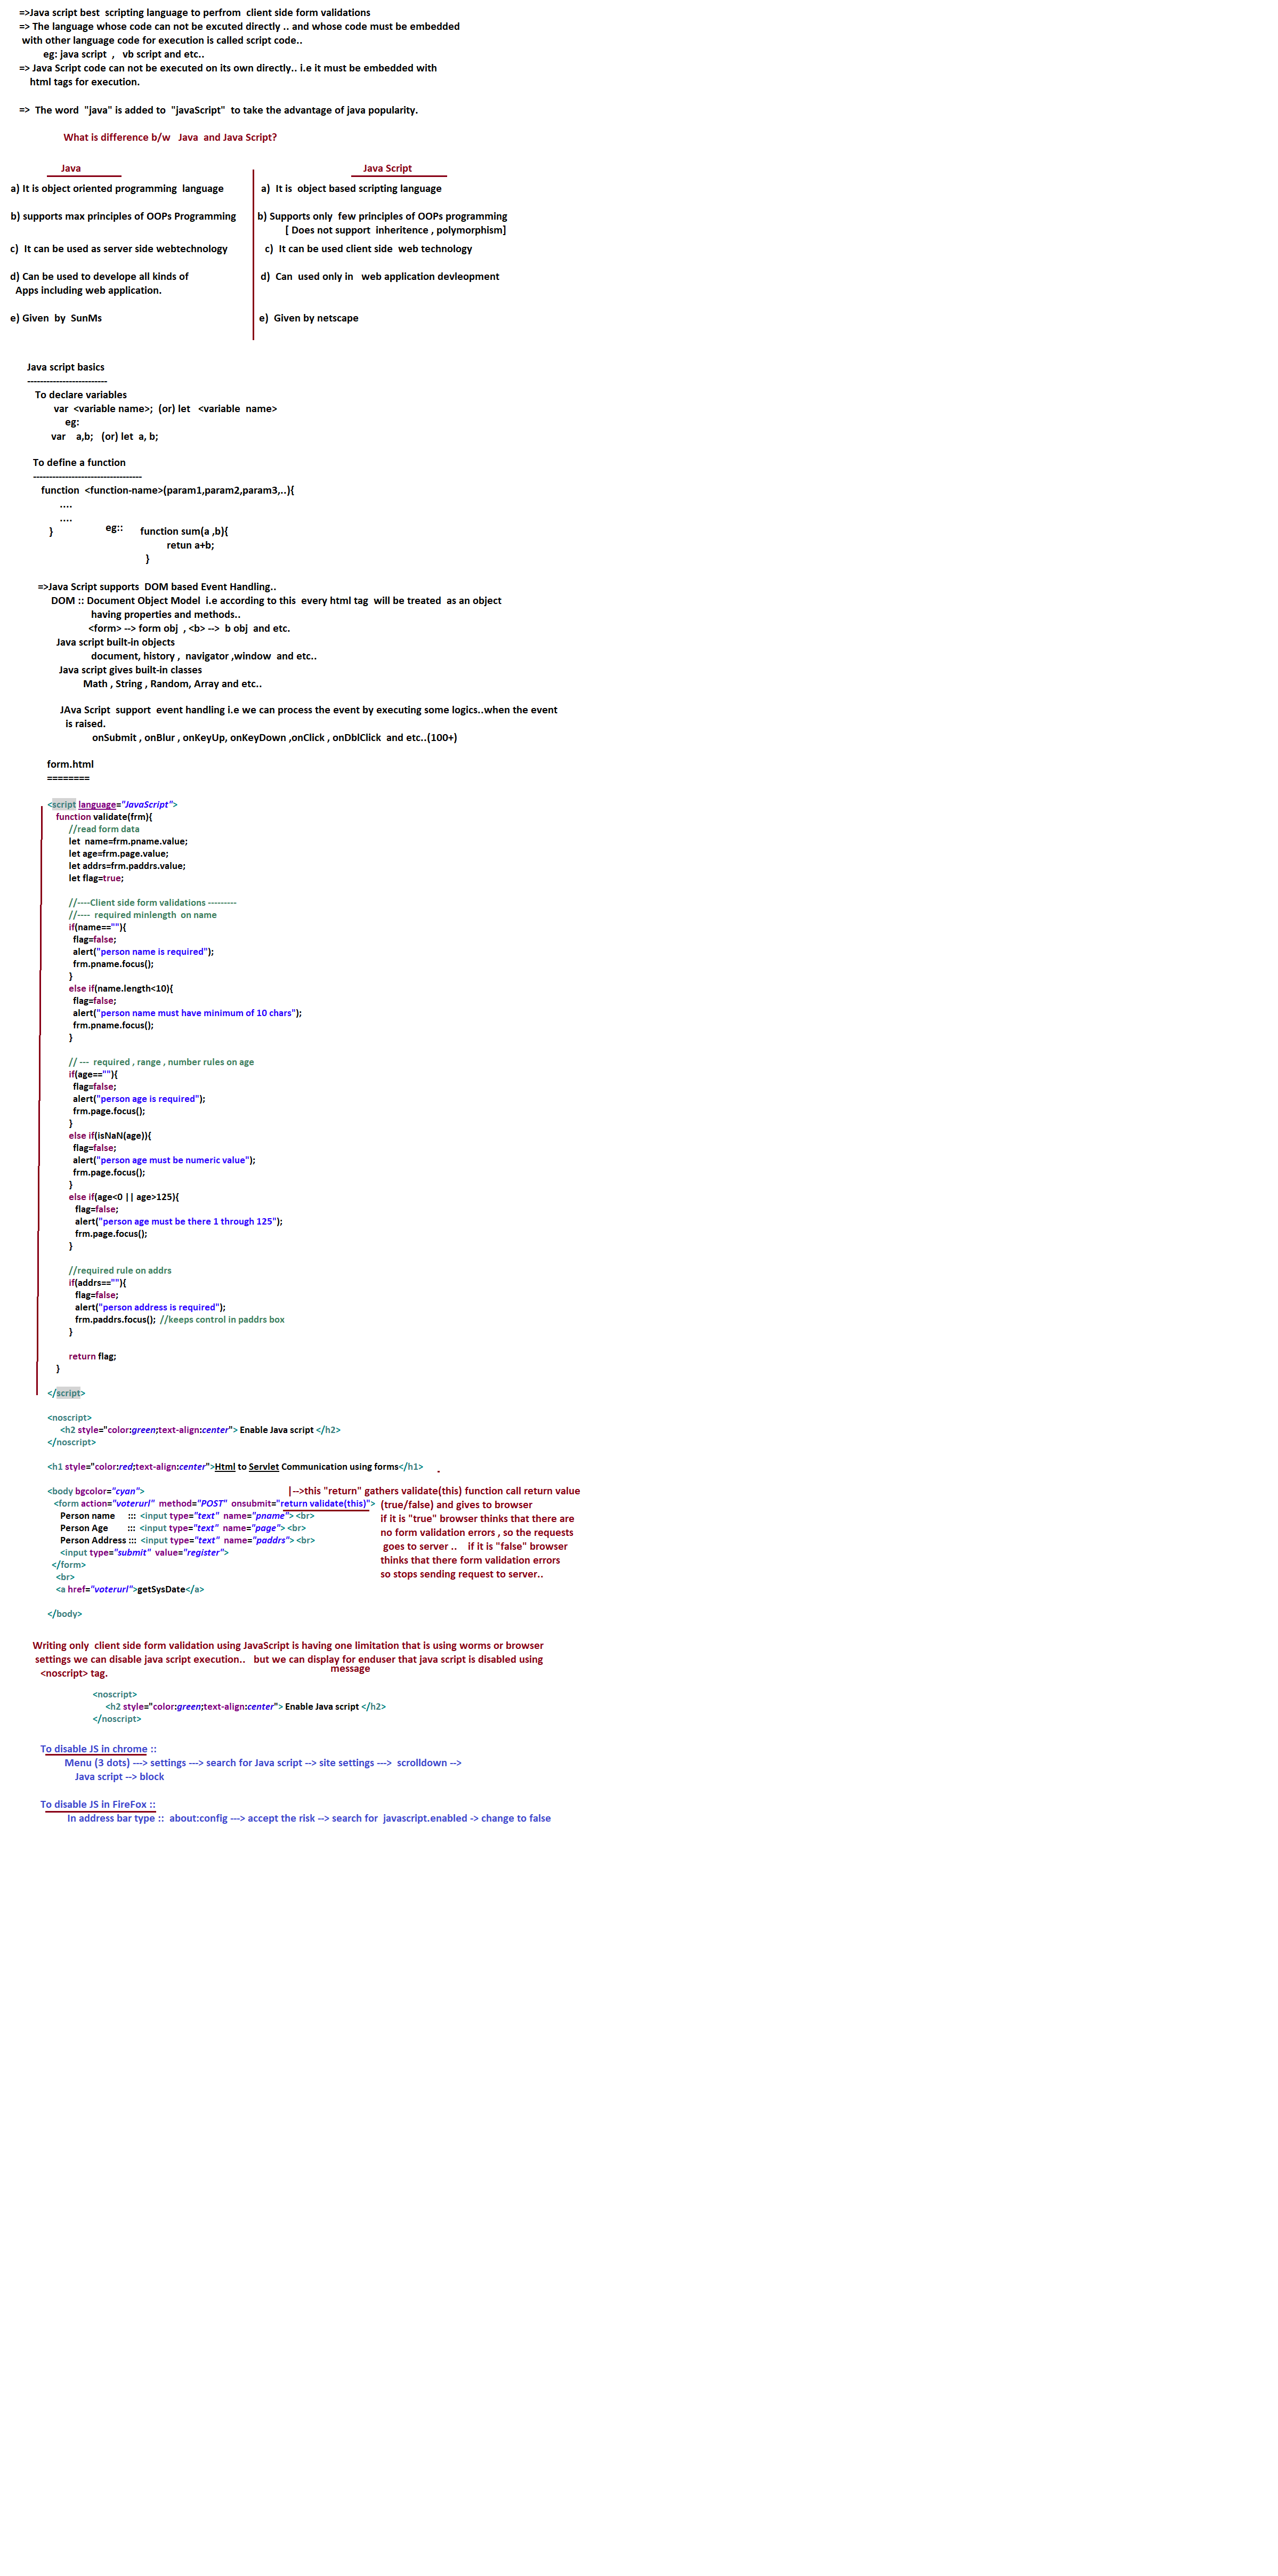 =>Java script best  scripting language to perfrom  client side form validations
=> The language whose code can not be excuted directly .. and whose code must be embedded
with other language code for execution is called script code..
eg: java script  ,   vb script and etc..
=> Java Script code can not be executed on its own directly.. i.e it must be embedded with
html tags for execution.
=>  The word  "java" is added to  "javaScript"  to take the advantage of java popularity.
What is difference b/w   Java  and Java Script?
Java
Java Script
a) It is object oriented programming  language
a)  It is  object based scripting language
b) supports max principles of OOPs Programming
b) Supports only  few principles of OOPs programming
[ Does not support  inheritence , polymorphism]
c)  It can be used as server side webtechnology
c)  It can be used client side  web technology
d) Can be used to develope all kinds of
Apps including web application.
d)  Can  used only in   web application devleopment
e) Given  by  SunMs
e)  Given by netscape
Java script basics
-------------------------
To declare variables
var  <variable name>;  (or) let   <variable  name>
eg:
var    a,b;   (or) let  a, b;
To define a function
----------------------------------
function  <function-name>(param1,param2,param3,..){
....
....
}
eg::
function sum(a ,b){
retun a+b;
}
=>Java Script supports  DOM based Event Handling..
DOM :: Document Object Model  i.e according to this  every html tag  will be treated  as an object
having properties and methods..
<form> --> form obj  , <b> -->  b obj  and etc.
Java script built-in objects
document, history ,  navigator ,window  and etc..
Java script gives built-in classes
Math , String , Random, Array and etc..
JAva Script  support  event handling i.e we can process the event by executing some logics..when the event
is raised.
onSubmit , onBlur , onKeyUp, onKeyDown ,onClick , onDblClick  and etc..(100+)
form.html
========
<script language="JavaScript">
function validate(frm){
//read form data
let  name=frm.pname.value;
let age=frm.page.value;
let addrs=frm.paddrs.value;
let flag=true;
//----Client side form validations ---------
//----  required minlength  on name
if(name==""){
flag=false;
alert("person name is required");
frm.pname.focus();
}
else if(name.length<10){
flag=false;
alert("person name must have minimum of 10 chars");
frm.pname.focus();
}
// ---  required , range , number rules on age
if(age==""){
flag=false;
alert("person age is required");
frm.page.focus();
}
else if(isNaN(age)){
flag=false;
alert("person age must be numeric value");
frm.page.focus();
}
else if(age<0 || age>125){
flag=false;
alert("person age must be there 1 through 125");
frm.page.focus();
}
//required rule on addrs
if(addrs==""){
flag=false;
alert("person address is required");
frm.paddrs.focus();  //keeps control in paddrs box
}
return flag;
}
</script>
<noscript>
<h2 style="color:green;text-align:center"> Enable Java script </h2>
</noscript>
<h1 style="color:red;text-align:center">Html to Servlet Communication using forms</h1>
<body bgcolor="cyan">
<form action="voterurl"  method="POST"  onsubmit="return validate(this)">
Person name     :::  <input type="text"  name="pname"> <br>
Person Age       :::  <input type="text"  name="page"> <br>
Person Address :::  <input type="text"  name="paddrs"> <br>
<input type="submit"  value="register">
</form>
<br>
<a href="voterurl">getSysDate</a>
</body>
|-->this "return" gathers validate(this) function call return value
(true/false) and gives to browser
if it is "true" browser thinks that there are
no form validation errors , so the requests
goes to server ..    if it is "false" browser
thinks that there form validation errors
so stops sending request to server..
Writing only  client side form validation using JavaScript is having one limitation that is using worms or browser
settings we can disable java script execution..   but we can display for enduser that java script is disabled using
message
<noscript> tag.
<noscript>
<h2 style="color:green;text-align:center"> Enable Java script </h2>
</noscript>
To disable JS in chrome ::
Menu (3 dots) ---> settings ---> search for Java script --> site settings --->  scrolldown -->
Java script --> block
To disable JS in FireFox ::
In address bar type ::  about:config ---> accept the risk --> search for  javascript.enabled -> change to false